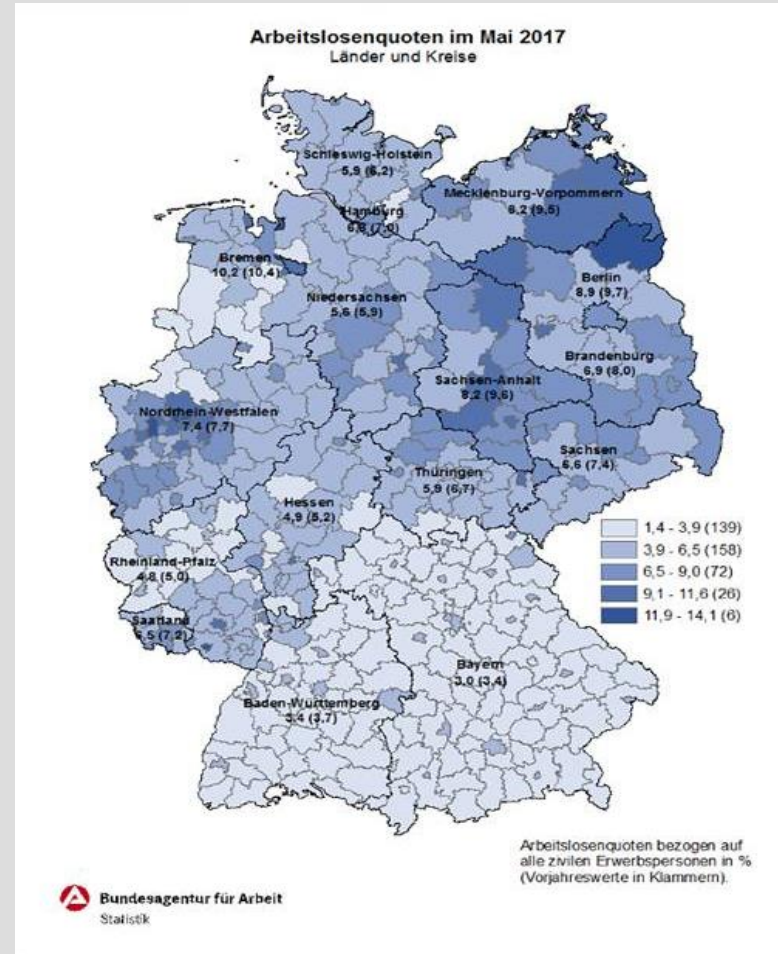 Arbeitslosenquoten im Mai 2017
Länder und Kreise
Schleswig-Holstein
5,9 (6,2)
Mecklenburg-Vorpommern
8,2 (9,5)
Hamburg
6,8 (7,0)
Bremen
10,2 (10,4)
Berlin
8,9 (9,7)
Niedersachsen
5,6 (5,9)
Brandenburg
6,9 (8,0)
Sachsen-Anhalt
8,2 (9,6)
Nordrhein-Westfalen
7,4 (7,7)
Sachsen
6,6 (7,4)
Thüringen
5,9 (6,7)
Hessen
4,9 (5,2)
1,4 - 3,9 (139)
3,9 - 6,5 (158)
6,5 - 9,0 (72)
9,1 - 11,6 (26)
11,9 - 14,1 (6)
Rheinland-Pfalz
4,8 (5,0)
Saarland
(7,2)
Bayern
3,0 (3,4)
Baden-Württemberg
3,4 (3,7)
Arbeitslosenquoten bezogen auf
alle zivilen Erwerbspersonen in %
(Vorjahreswerte in Klammern).
Bundesagentur für Arbeit
Statistik